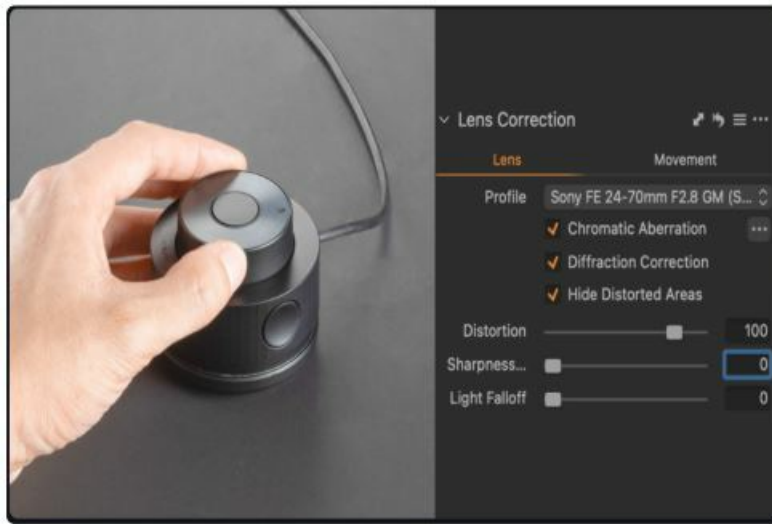 Lens Correction
Lens Movement
Profile Sony FE 24-70mm F2.8 GM (S...
Chromatic Aberration
Diffraction Correction
Hide Distorted Areas
Distortion 100
Sharpness... 0
Light Falloff 0